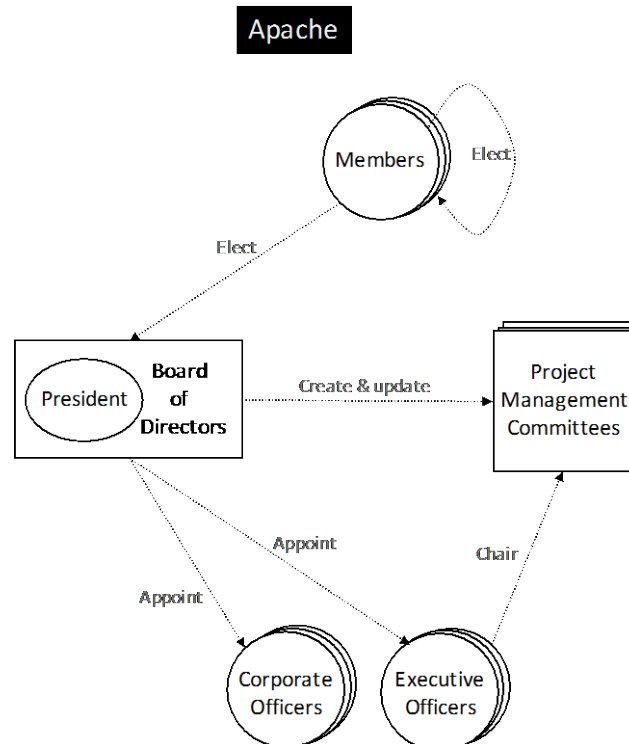 Apache
Members
Elect
Elect
President
Board
of
Directors
Create & update
Project
Management
Committees
Appoint
Chair
Appoint
Corporate
Officers
Executive
Officers